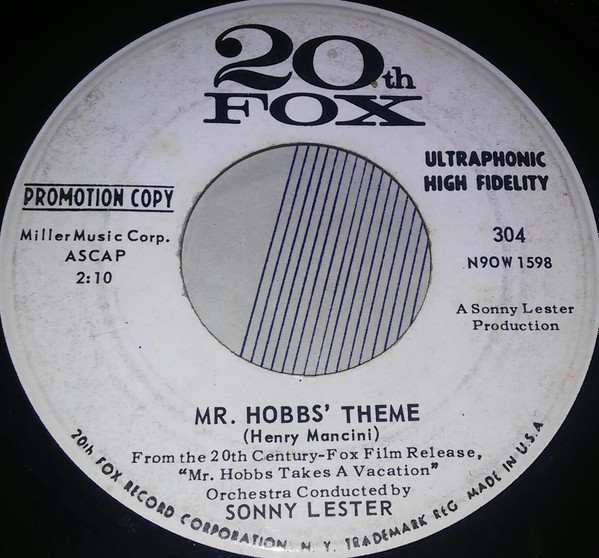 20th
FOX
ULTRAPHONIC
HIGH FIDELITY
PROMOTION COPY
Miller Music Corp.
ASCAP
2:10
304
N9OW 1598
A Sonny Lester
Production
MR. HOBBS' THEME
(Henry Mancini)
From the 20th Century-Fox Film Release,
"Mr. Hobbs Takes A Vacation"
Orchestra Conducted by
SONNY LESTER
20th FOX RECORD CORPORATION, N. Y. TRADEMARK REG MADE IN U.S.A